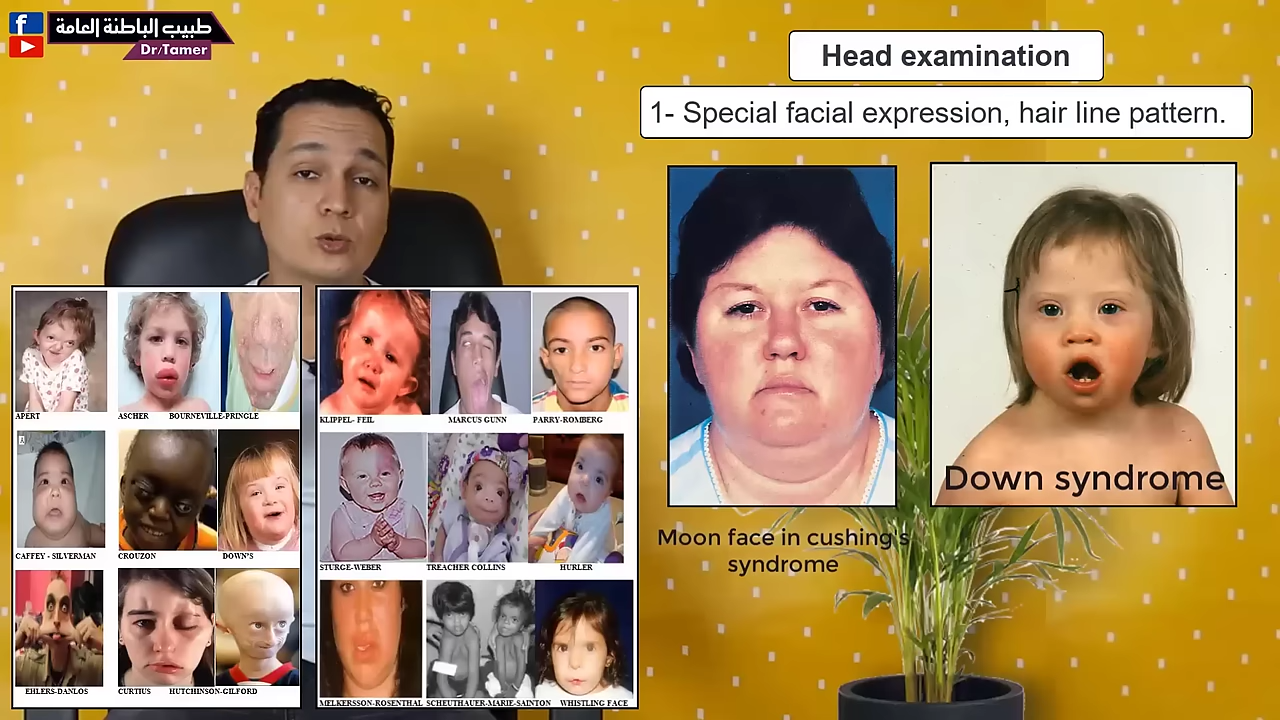 f
طبيب الباطنة العامة
Dr/Tamer
Head examination
1- Special facial expression, hair line pattern.
APERT
ASCHER
BOURNEVILLE-PRINGLE
CAFFEY - SILVERMAN
CROUZON
DOWN'S
EHLERS-DANLOS
CURTIUS
HUTCHINSON-GILFORD
KLIPPEL- FEIL
MARCUS GUNN
PARRY-ROMBERG
STURGE-WEBER
TREACHER COLLINS
HURLER
MELKERSSON-ROSENTHAL
SCHEUTHAUER-MARIE-SAINTON
WHISTLING FACE
Moon face in cushing's
syndrome
Down syndrome